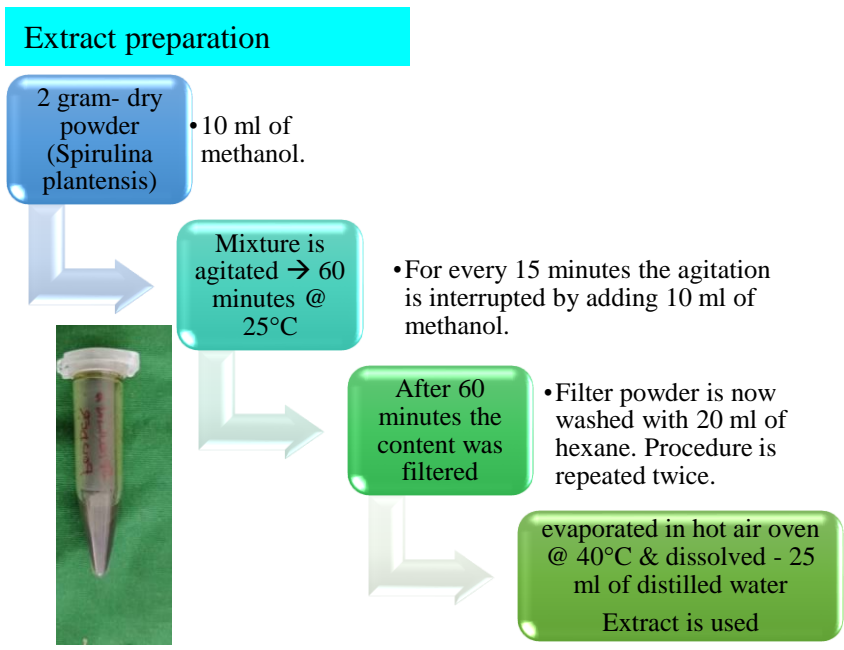 Extract preparation
2 gram- dry
powder
(Spirulina
plantensis)
•10 ml of
methanol.
Mixture is
agitated → 60
minutes @
25°C
•For every 15 minutes the agitation
is interrupted by adding 10 ml of
methanol.
After 60
minutes the
content was
filtered
•Filter powder is now
washed with 20 ml of
hexane. Procedure is
repeated twice.
evaporated in hot air oven
@ 40°C & dissolved - 25
ml of distilled water
Extract is used